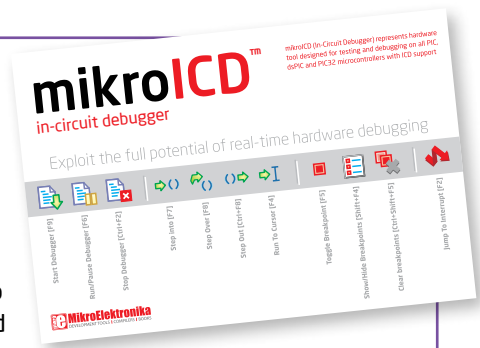 mikroICD™
in-circuit debugger
mikroICD (In-Circuit Debugger) represents hardware
tool designed for testing and debugging on all PIC,
dsPIC and PIC32 microcontrollers with ICD support
Exploit the full potential of real-time hardware debugging
Start Debugger [F9]
Run/Pause Debugger [F6]
Stop Debugger [Ctrl+F2]
Step Into [F7]
Step Over [F8]
Step Out [Ctrl+F8]
Run To Cursor [F4]
Toggle Breakpoint [F5]
Show/Hide Breakpoints [Shift+F4]
Clear breakpoints [Ctrl+Shift+F5]
Jump To Interrupt [F2]
MikroElektronika
DEVELOPMENT TOOLS | COMPILERS | BOOKS